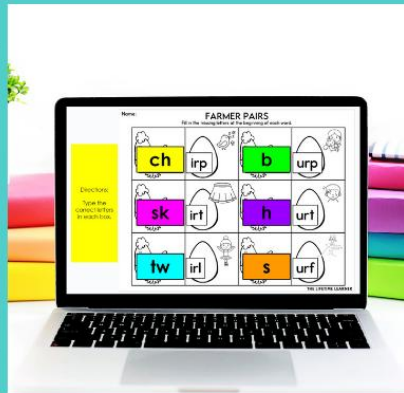 Name:
FARMER PAIRS
Fill in the missing letters at the beginning of each word.
Directions:
Type the
correct letters
in each box.
ch irp b urp
sk irt h urt
tw irl s urf
THE LIFETIME LEARNER